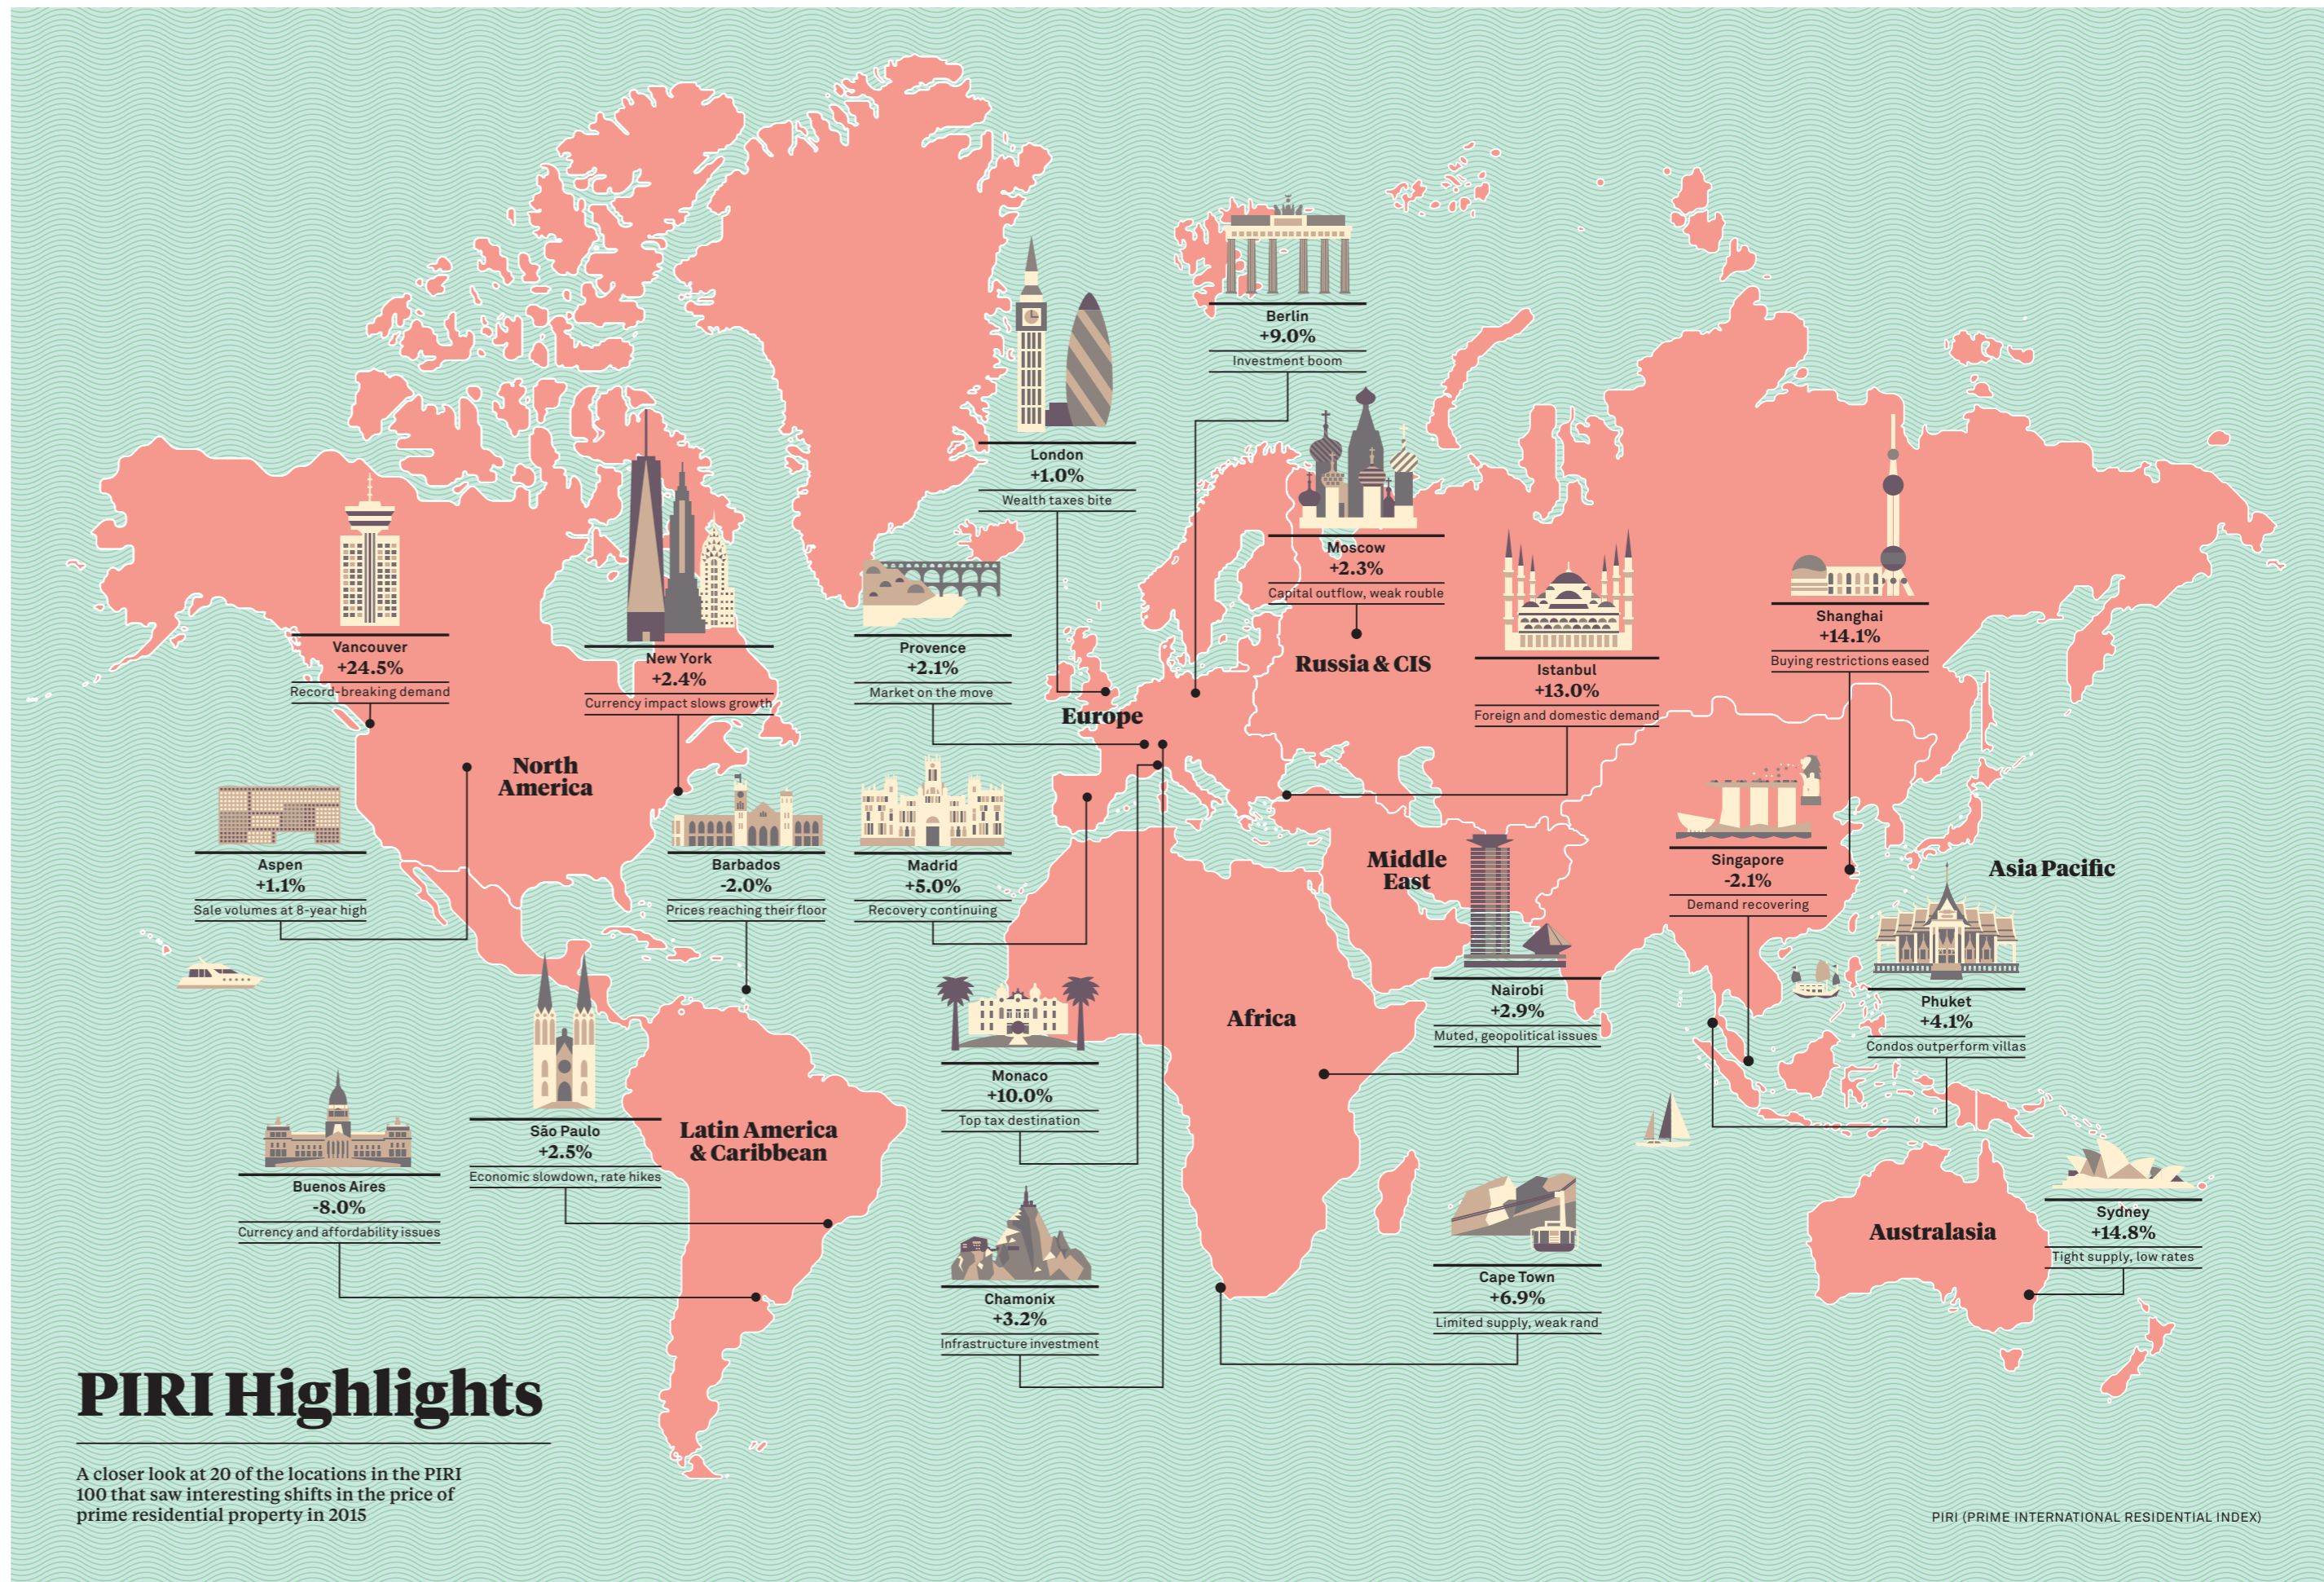 Berlin
+9.0%
Investment boom
London
+1.0%
Wealth taxes bite
Moscow
+2.3%
Capital outflow, weak rouble
Russia & CIS
Vancouver
+24.5%
Record-breaking demand
New York
+2.4%
Currency impact slows growth
Provence
+2.1%
Market on the move
Istanbul
+13.0%
Foreign and domestic demand
Shanghai
+14.1%
Buying restrictions eased
Europe
North
America
Aspen
+1.1%
Sale volumes at 8-year high
Barbados
-2.0%
Prices reaching their floor
Madrid
+5.0%
Recovery continuing
Middle
East
Singapore
-2.1%
Demand recovering
Asia Pacific
Nairobi
+2.9%
Muted, geopolitical issues
Phuket
+4.1%
Condos outperform villas
Africa
Monaco
+10.0%
Top tax destination
São Paulo
+2.5%
Economic slowdown, rate hikes
Latin America
& Caribbean
Buenos Aires
-8.0%
Currency and affordability issues
Chamonix
+3.2%
Infrastructure investment
Cape Town
+6.9%
Limited supply, weak rand
Australasia
Sydney
+14.8%
Tight supply, low rates
PIRI Highlights
A closer look at 20 of the locations in the PIRI
100 that saw interesting shifts in the price of
prime residential property in 2015
PIRI (PRIME INTERNATIONAL RESIDENTIAL INDEX)